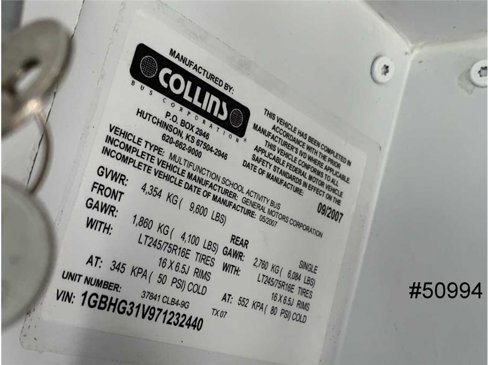 MANUFACTURED BY:
COLLINS
BUS CORPORATION
P.O. BOX 2946
HUTCHINSON, KS 67504-2946
620-662-9000
THIS VEHICLE HAS BEEN COMPLETED IN
ACCORDANCE WITH THE PRIOR
MANUFACTURER'S IVD WHERE APPLICABLE.
THIS VEHICLE CONFORMS TO ALL
APPLICABLE FEDERAL MOTOR VEHICLE
SAFETY STANDARDS IN EFFECT ON THE
DATE OF MANUFACTURE:
09/2007
VEHICLE TYPE: MULTIFUNCTION SCHOOL ACTIVITY BUS
INCOMPLETE VEHICLE MANUFACTURER: GENERAL MOTORS CORPORATION
INCOMPLETE VEHICLE DATE OF MANUFACTURE: 05/2007
GVWR: 4,354 KG ( 9,600 LBS)
FRONT
GAWR: 1,860 KG ( 4,100 LBS)
WITH: LT245/75R16E TIRES
16 X 6.5J RIMS
AT: 345 KPA ( 50 PSI) COLD
REAR SINGLE
GAWR: 2,760 KG ( 6,084 LBS)
WITH: LT245/75R16E TIRES
16 X 6.5J RIMS
AT: 552 KPA ( 80 PSI) COLD
UNIT NUMBER: 37841 CLB4-9G TX 07
VIN: 1GBHG31V971232440
#50994